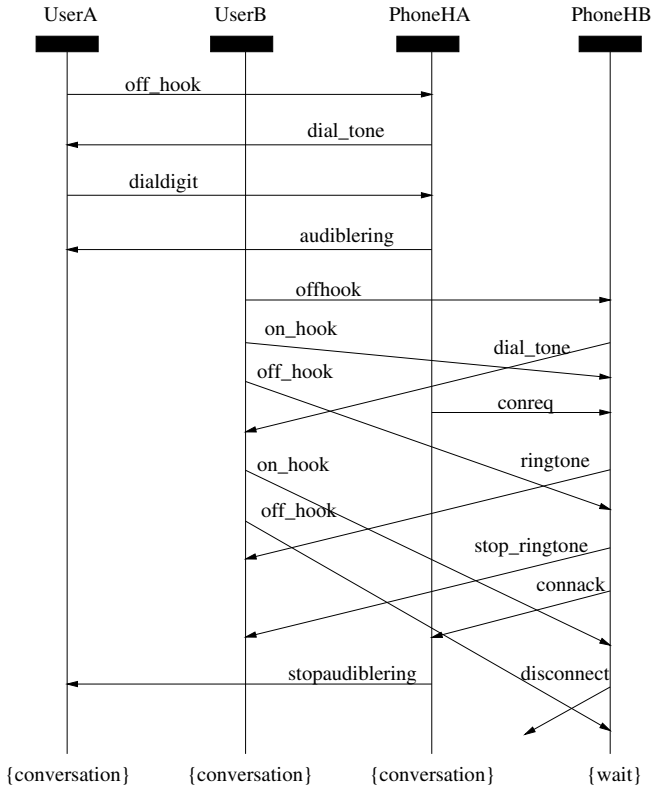 UserA UserB PhoneHA PhoneHB
off_hook
dial_tone
dialdigit
audiblering
offhook
on_hook
dial_tone
off_hook
conreq
on_hook
ringtone
off_hook
stop_ringtone
connack
stopaudiblering
disconnect
{conversation} {conversation} {conversation} {wait}